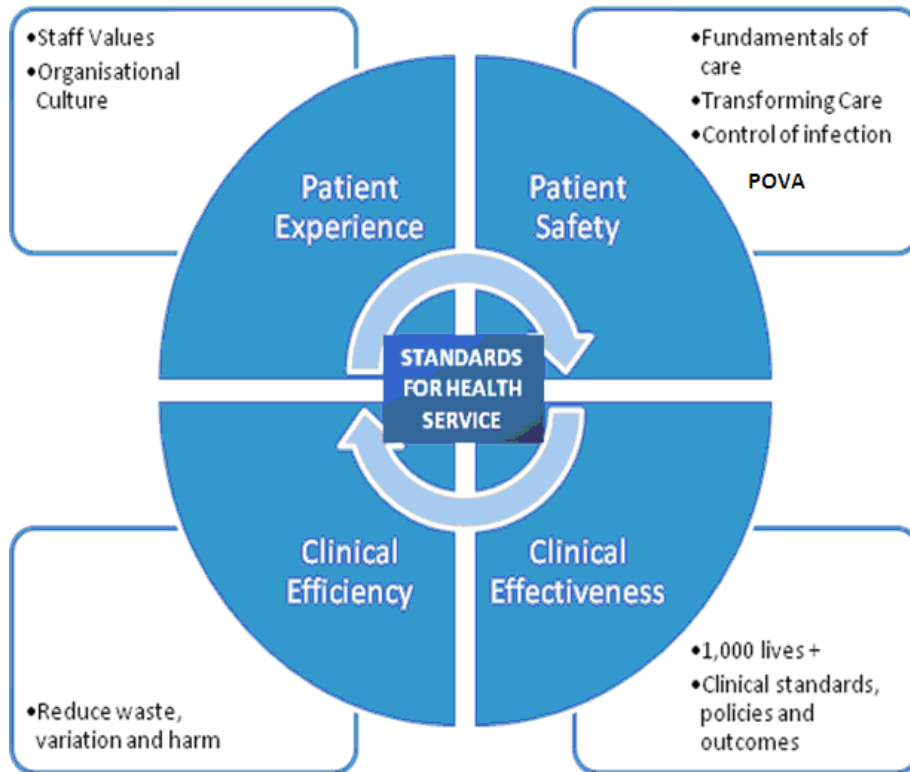 •Staff Values
•Organisational
Culture
•Fundamentals of
care
•Transforming Care
•Control of infection
POVA
Patient
Experience
Patient
Safety
STANDARDS
FOR HEALTH
SERVICE
Clinical
Efficiency
Clinical
Effectiveness
•Reduce waste,
variation and harm
•1,000 lives +
•Clinical standards,
policies and
outcomes